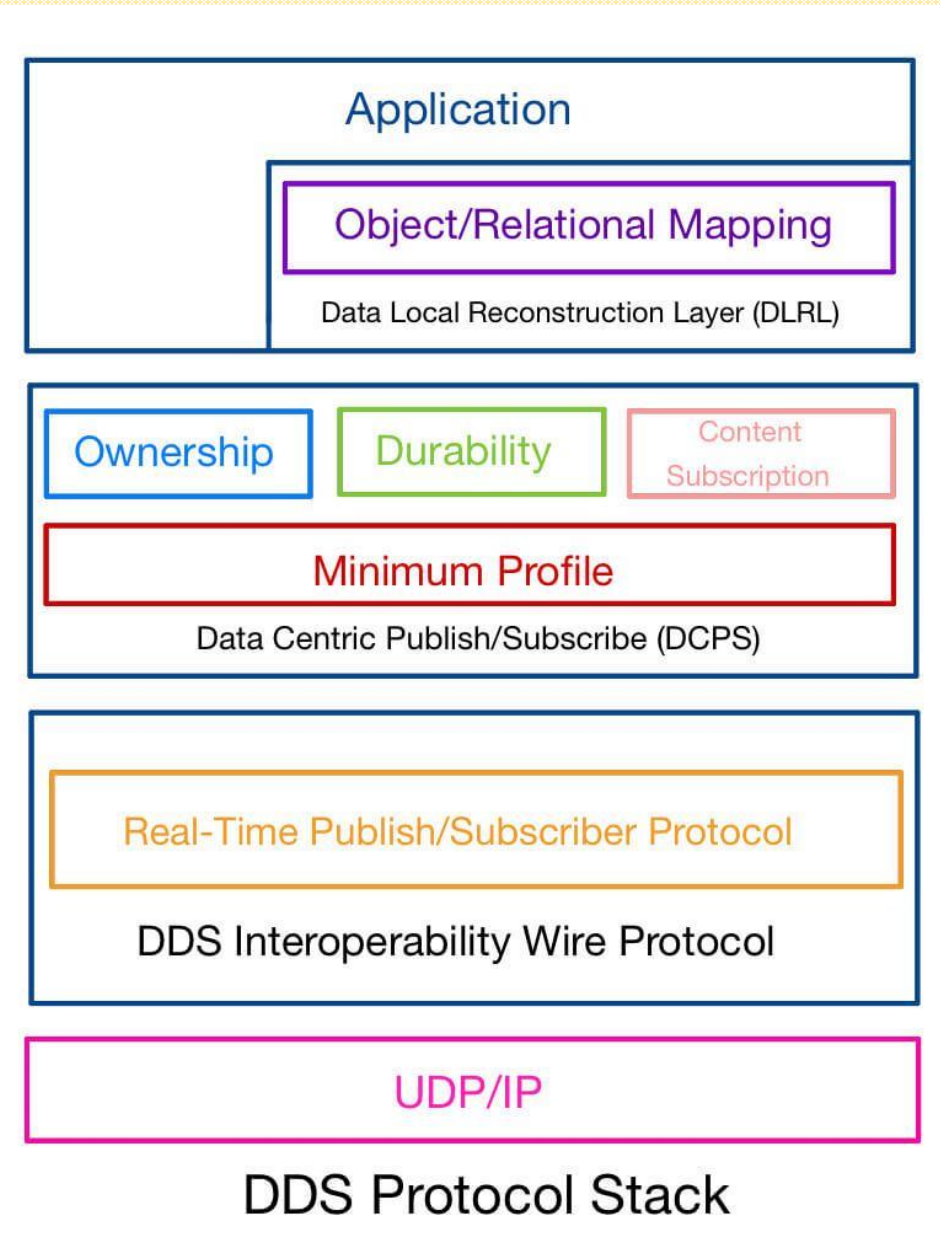 Application
Object/Relational Mapping
Data Local Reconstruction Layer (DLRL)
Ownership
Durability
Content
Subscription
Minimum Profile
Data Centric Publish/Subscribe (DCPS)
Real-Time Publish/Subscriber Protocol
DDS Interoperability Wire Protocol
UDP/IP
DDS Protocol Stack